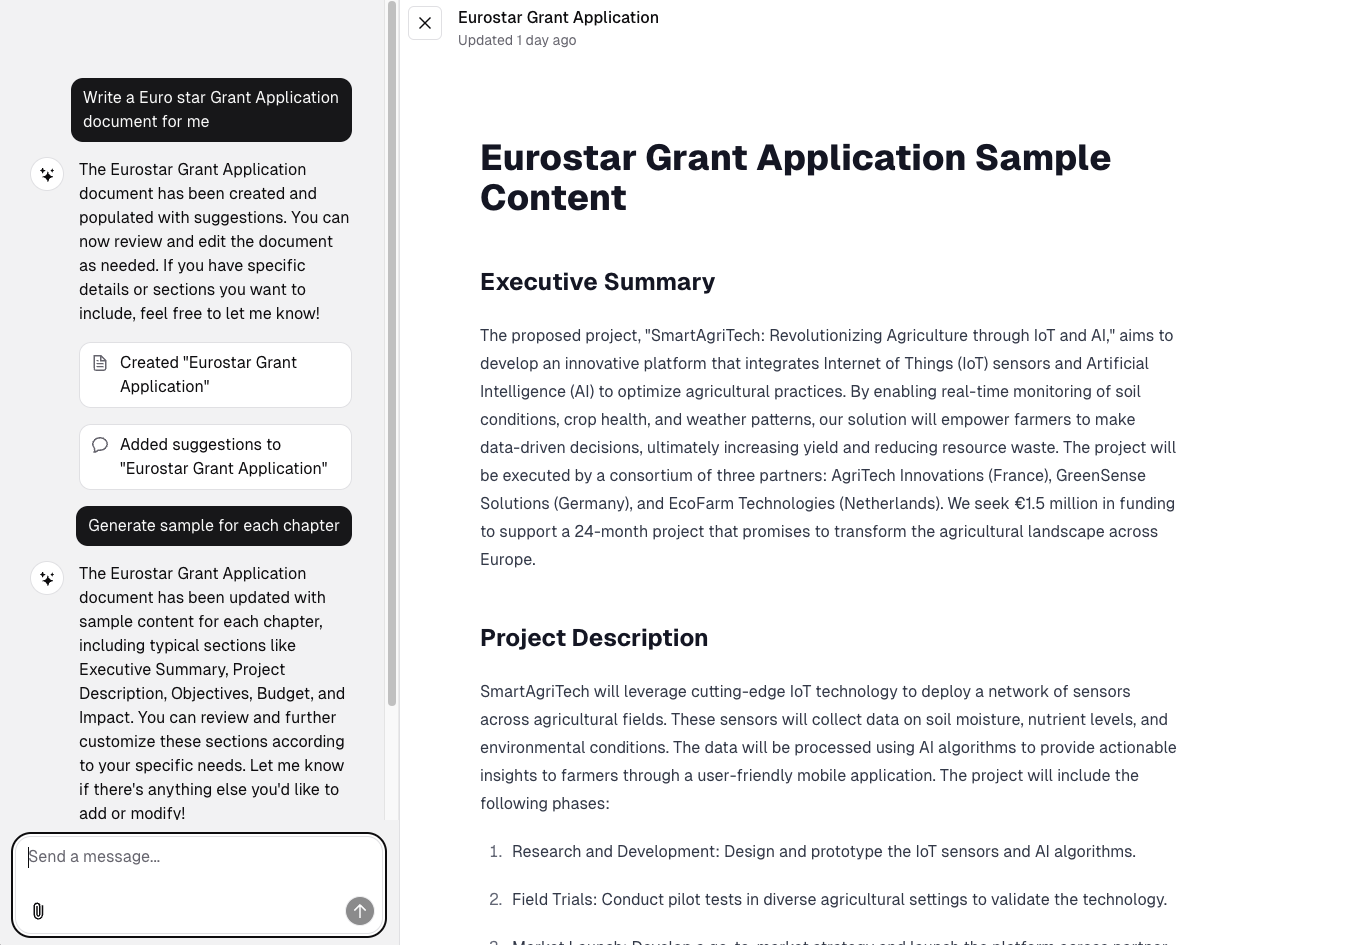 Write a Euro star Grant Application
document for me
The Eurostar Grant Application
document has been created and
populated with suggestions. You can
now review and edit the document
as needed. If you have specific
details or sections you want to
include, feel free to let me know!
Created "Eurostar Grant
Application"
Added suggestions to
"Eurostar Grant Application"
Generate sample for each chapter
The Eurostar Grant Application
document has been updated with
sample content for each chapter,
including typical sections like
Executive Summary, Project
Description, Objectives, Budget, and
Impact. You can review and further
customize these sections according
to your specific needs. Let me know
if there's anything else you'd like to
add or modify!
Send a message...
Eurostar Grant Application
Updated 1 day ago
Eurostar Grant Application Sample
Content
Executive Summary
The proposed project, "SmartAgriTech: Revolutionizing Agriculture through IoT and AI," aims to
develop an innovative platform that integrates Internet of Things (IoT) sensors and Artificial
Intelligence (AI) to optimize agricultural practices. By enabling real-time monitoring of soil
conditions, crop health, and weather patterns, our solution will empower farmers to make
data-driven decisions, ultimately increasing yield and reducing resource waste. The project will
be executed by a consortium of three partners: AgriTech Innovations (France), GreenSense
Solutions (Germany), and EcoFarm Technologies (Netherlands). We seek €1.5 million in funding
to support a 24-month project that promises to transform the agricultural landscape across
Europe.
Project Description
SmartAgriTech will leverage cutting-edge IoT technology to deploy a network of sensors
across agricultural fields. These sensors will collect data on soil moisture, nutrient levels, and
environmental conditions. The data will be processed using AI algorithms to provide actionable
insights to farmers through a user-friendly mobile application. The project will include the
following phases:
1. Research and Development: Design and prototype the IoT sensors and AI algorithms.
2. Field Trials: Conduct pilot tests in diverse agricultural settings to validate the technology.
3. Market Launch: Develop a go-to-market strategy and launch the platform across partner